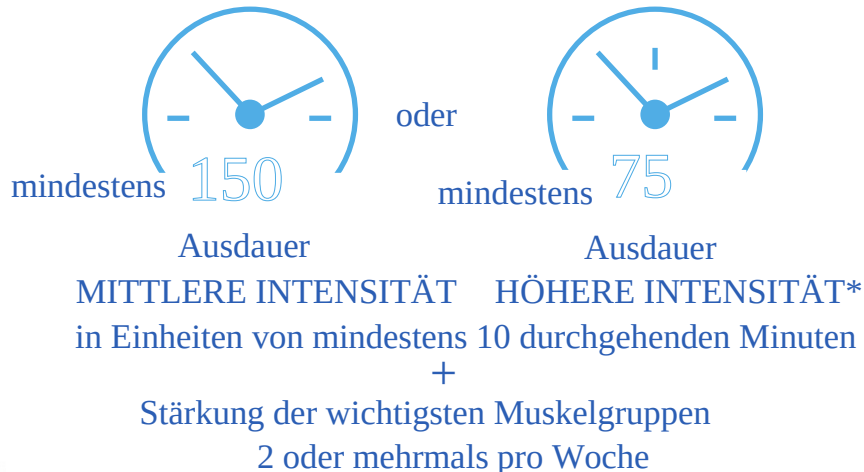 oder
mindestens 150
mindestens 75
Ausdauer
Ausdauer
MITTLERE INTENSITÄT HÖHERE INTENSITÄT*
in Einheiten von mindestens 10 durchgehenden Minuten
+
Stärkung der wichtigsten Muskelgruppen
2 oder mehrmals pro Woche